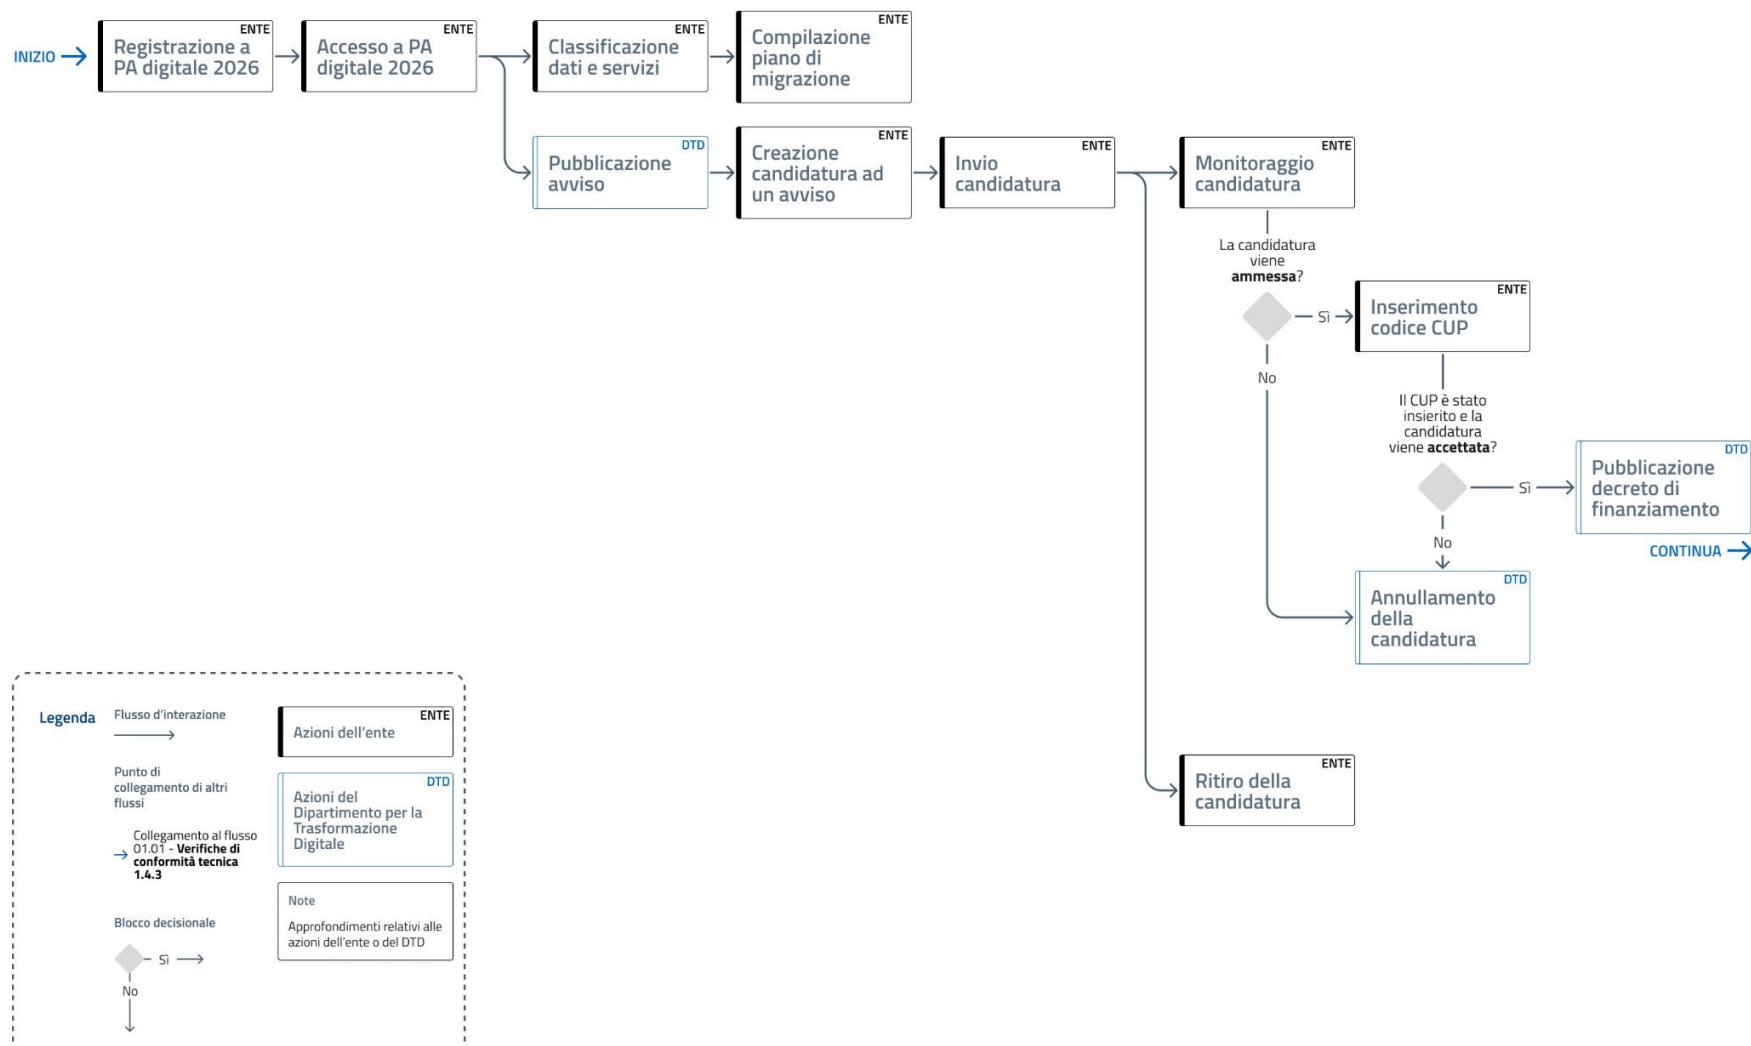 INIZIO
ENTE
Registrazione a
PA digitale 2026
ENTE
Accesso a PA
digitale 2026
ENTE
Classificazione
dati e servizi
ENTE
Compilazione
piano di
migrazione
DTD
Pubblicazione
avviso
ENTE
Creazione
candidatura ad
un avviso
ENTE
Invio
candidatura
ENTE
Monitoraggio
candidatura
La candidatura
viene
ammessa?
Sì
No
ENTE
Inserimento
codice CUP
Il CUP è stato
insierito e la
candidatura
viene accettata?
Sì
No
DTD
Pubblicazione
decreto di
finanziamento
CONTINUA
DTD
Annullamento
della
candidatura
ENTE
Ritiro della
candidatura
Legenda
Flusso d'interazione
Punto di
collegamento di altri
flussi
Collegamento al flusso
01.01 - Verifiche di
conformità tecnica
1.4.3
Blocco decisionale
Sì
No
ENTE
Azioni dell'ente
DTD
Azioni del
Dipartimento per la
Trasformazione
Digitale
Note
Approfondimenti relativi alle
azioni dell'ente o del DTD